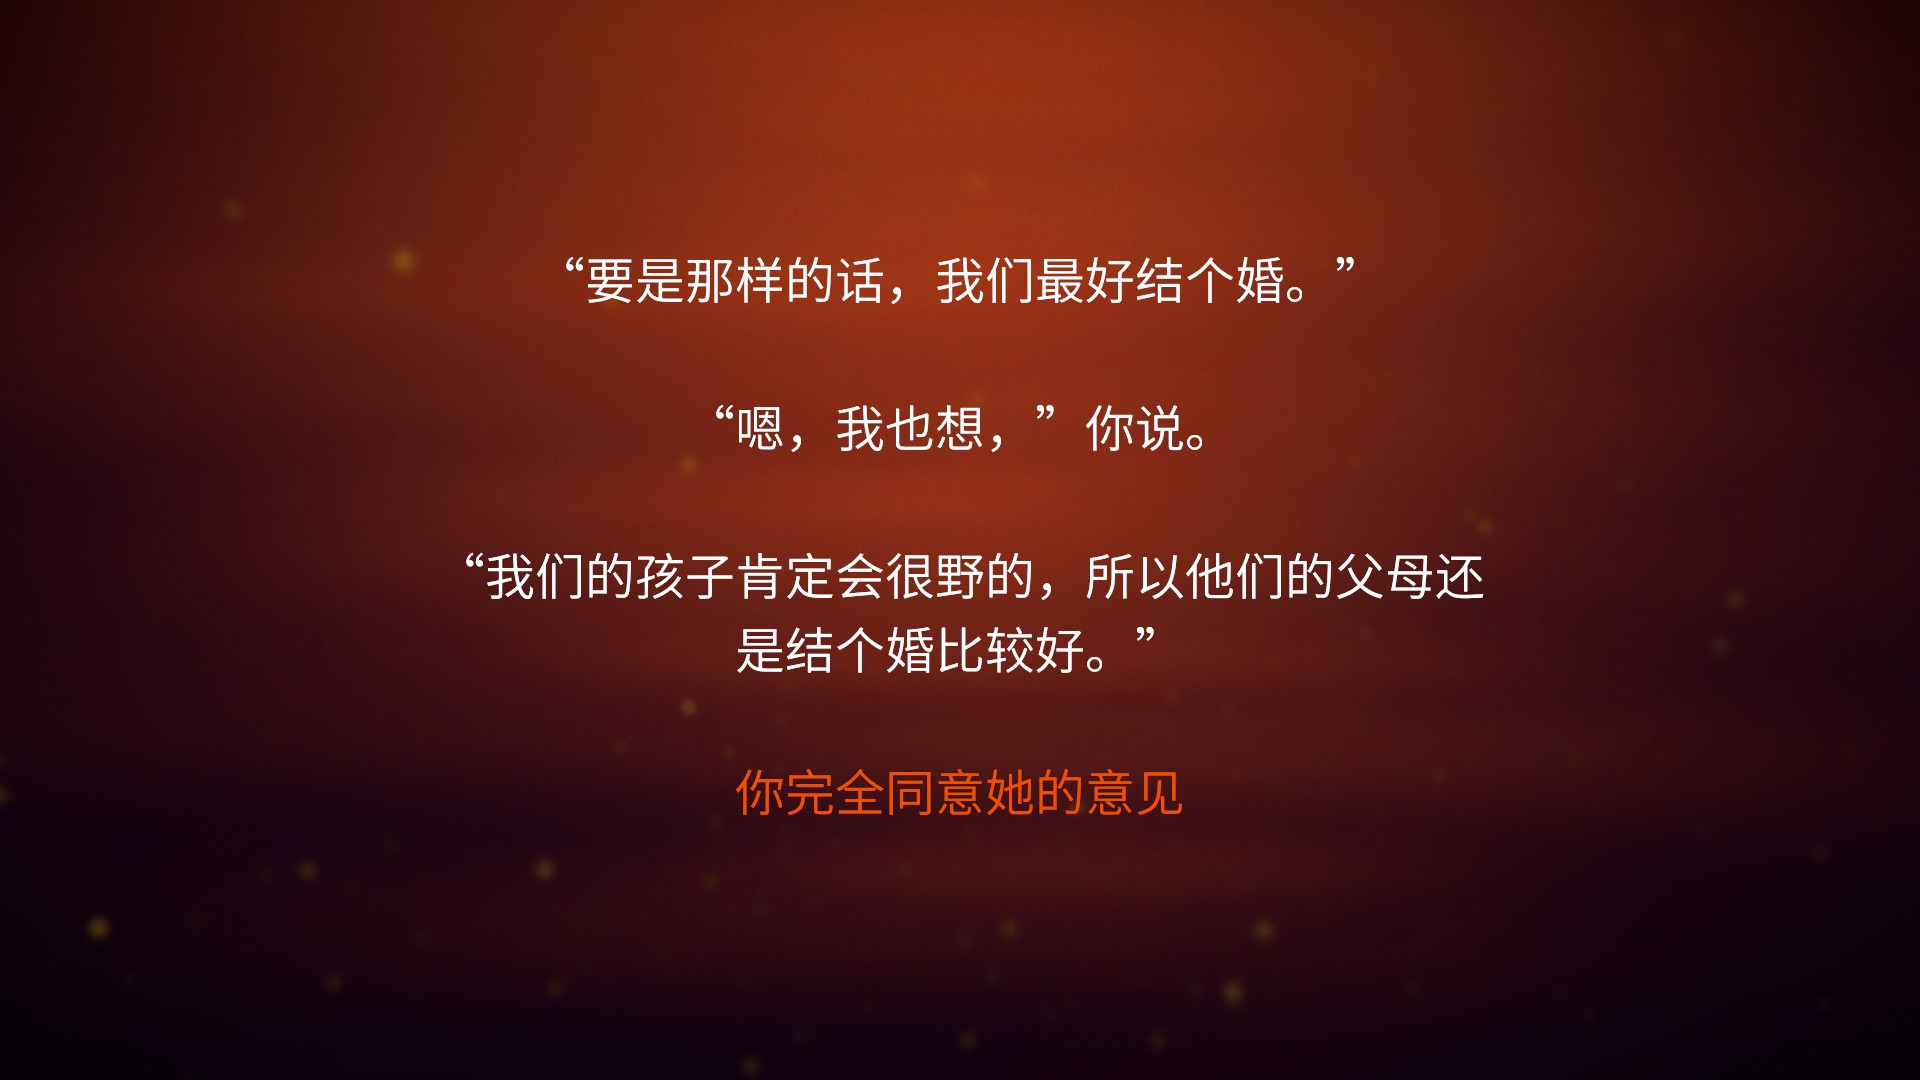 “要是那样的话，我们最好结个婚。”
“嗯，我也想，”你说。
“我们的孩子肯定会很野的，所以他们的父母还
是结个婚比较好。”
你完全同意她的意见